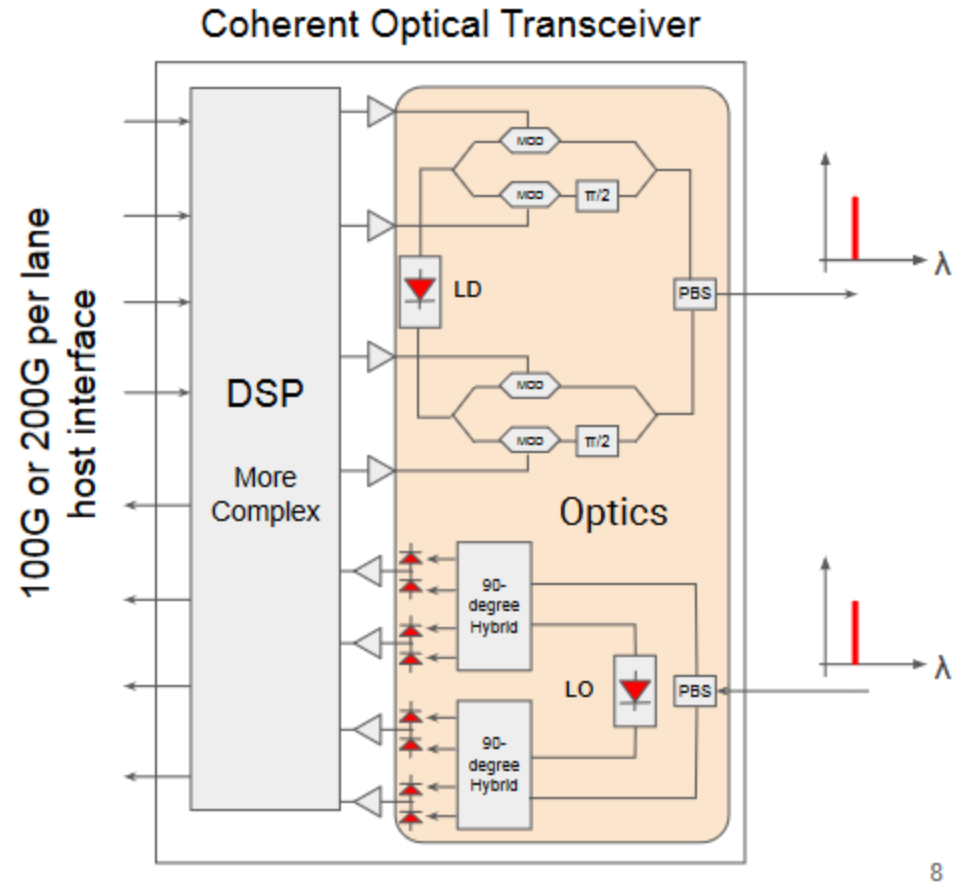 Coherent Optical Transceiver
100G or 200G per lane
host interface
DSP
More
Complex
MOD
MOD
π/2
LD
PBS
λ
MOD
MOD
π/2
Optics
90-
degree
Hybrid
LO
PBS
λ
90-
degree
Hybrid
8